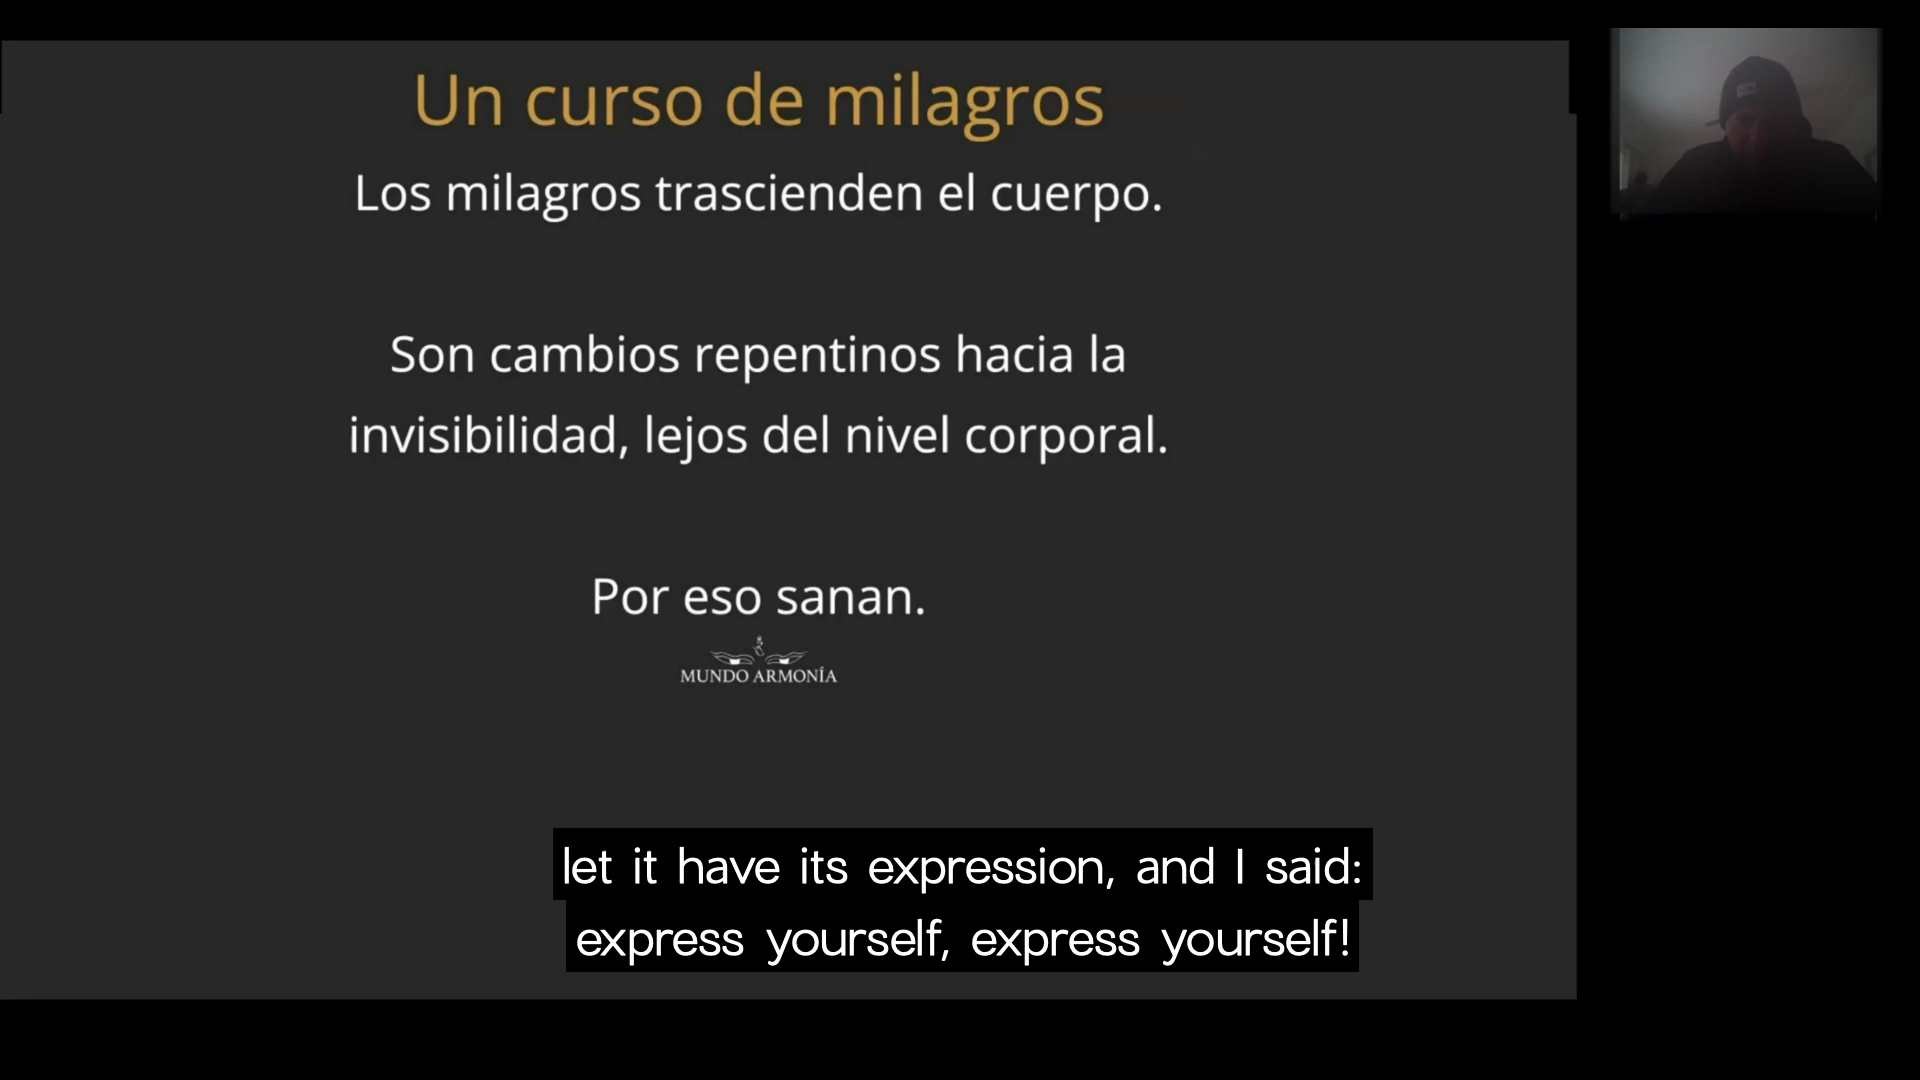 Un curso de milagros
Los milagros trascienden el cuerpo.
Son cambios repentinos hacia la
invisibilidad, lejos del nivel corporal.
Por eso sanan.
MUNDO ARMONÍA
let it have its expression, and I said:
express yourself, express yourself!